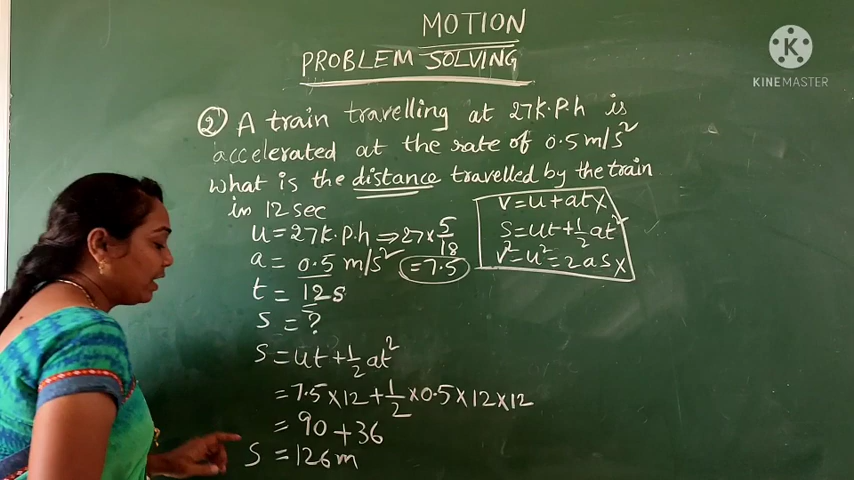 MOTION
PROBLEM SOLVING
K
KINEMASTER
② A train travelling at 27K.P.h is
accelerated at the rate of 0.5 m/s²
what is the distance travelled by the train
in 12 sec
v = u + at x
s = ut + 1/2 at² ✓
v² = u² = 2as x
u = 27K.P.h ⇒ 27 × 5/18
a = 0.5 m/s² = 7.5
t = 12s
s = ?
s = ut + 1/2 at²
= 7.5 × 12 + 1/2 × 0.5 × 12 × 12
= 90 + 36
s = 126 m